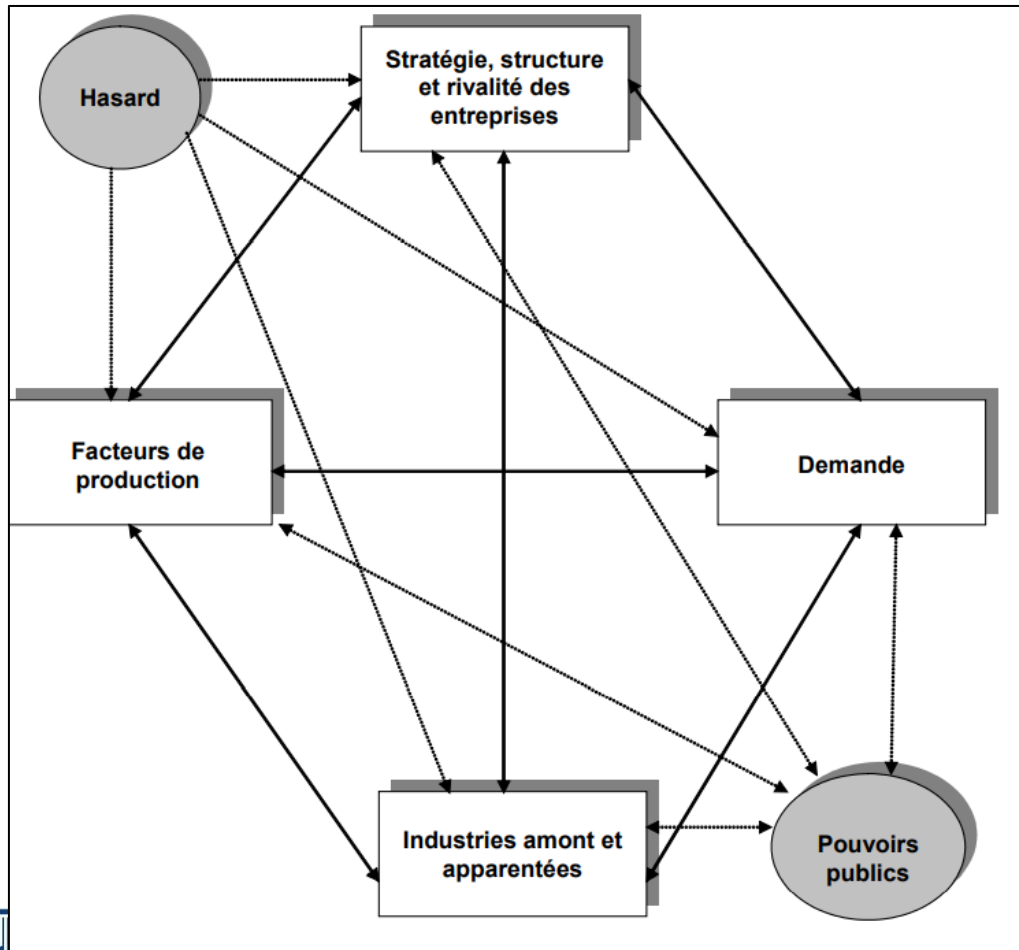 Hasard
Stratégie, structure
et rivalité des
entreprises
Facteurs de
production
Demande
Industries amont et
apparentées
Pouvoirs
publics